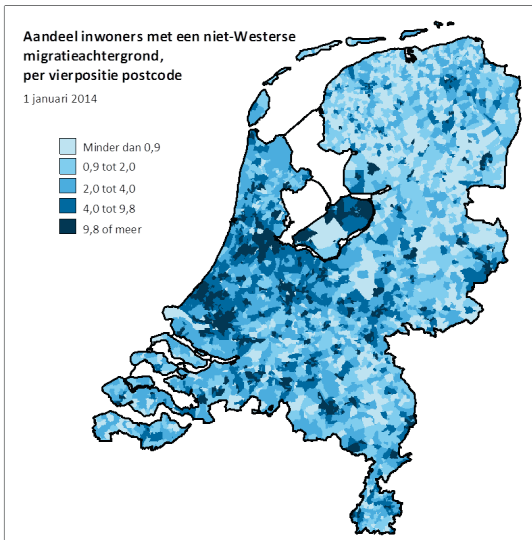 Aandeel inwoners met een niet-Westerse
migratieachtergrond,
per vierpositie postcode
1 januari 2014
Minder dan 0,9
0,9 tot 2,0
2,0 tot 4,0
4,0 tot 9,8
9,8 of meer